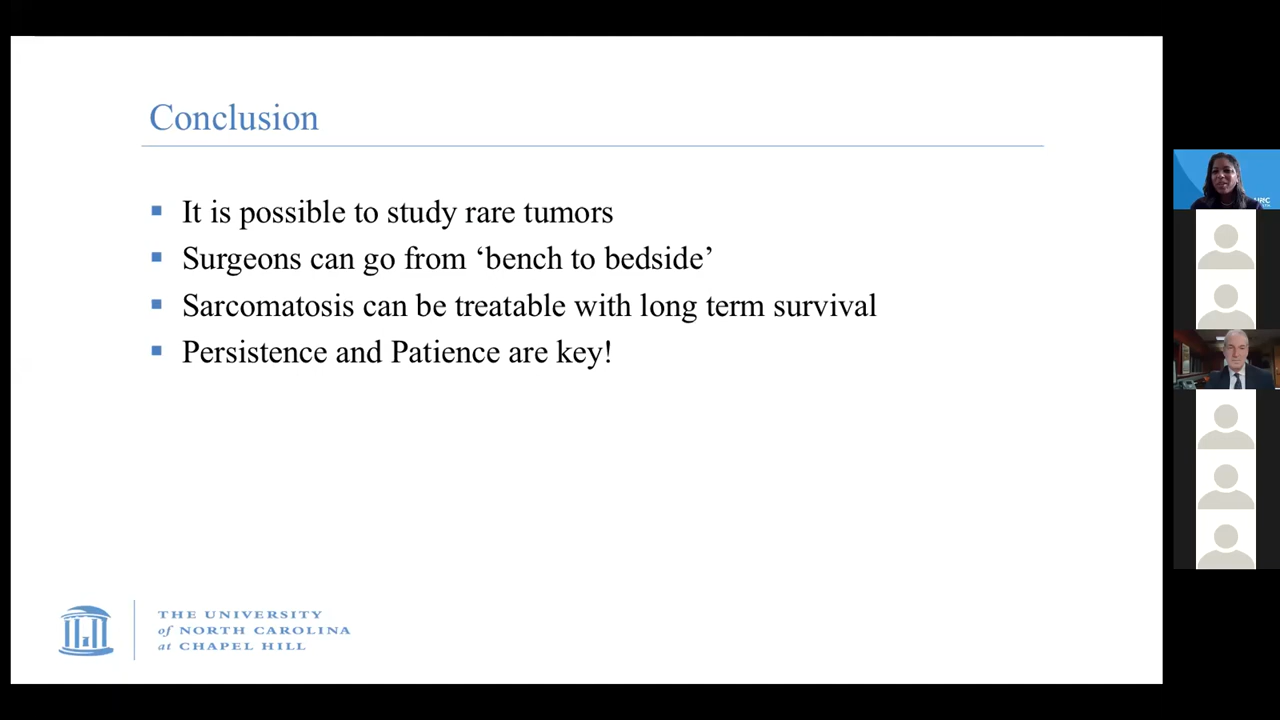 Conclusion
It is possible to study rare tumors
Surgeons can go from ‘bench to bedside’
Sarcomatosis can be treatable with long term survival
Persistence and Patience are key!
THE UNIVERSITY
of NORTH CAROLINA
at CHAPEL HILL